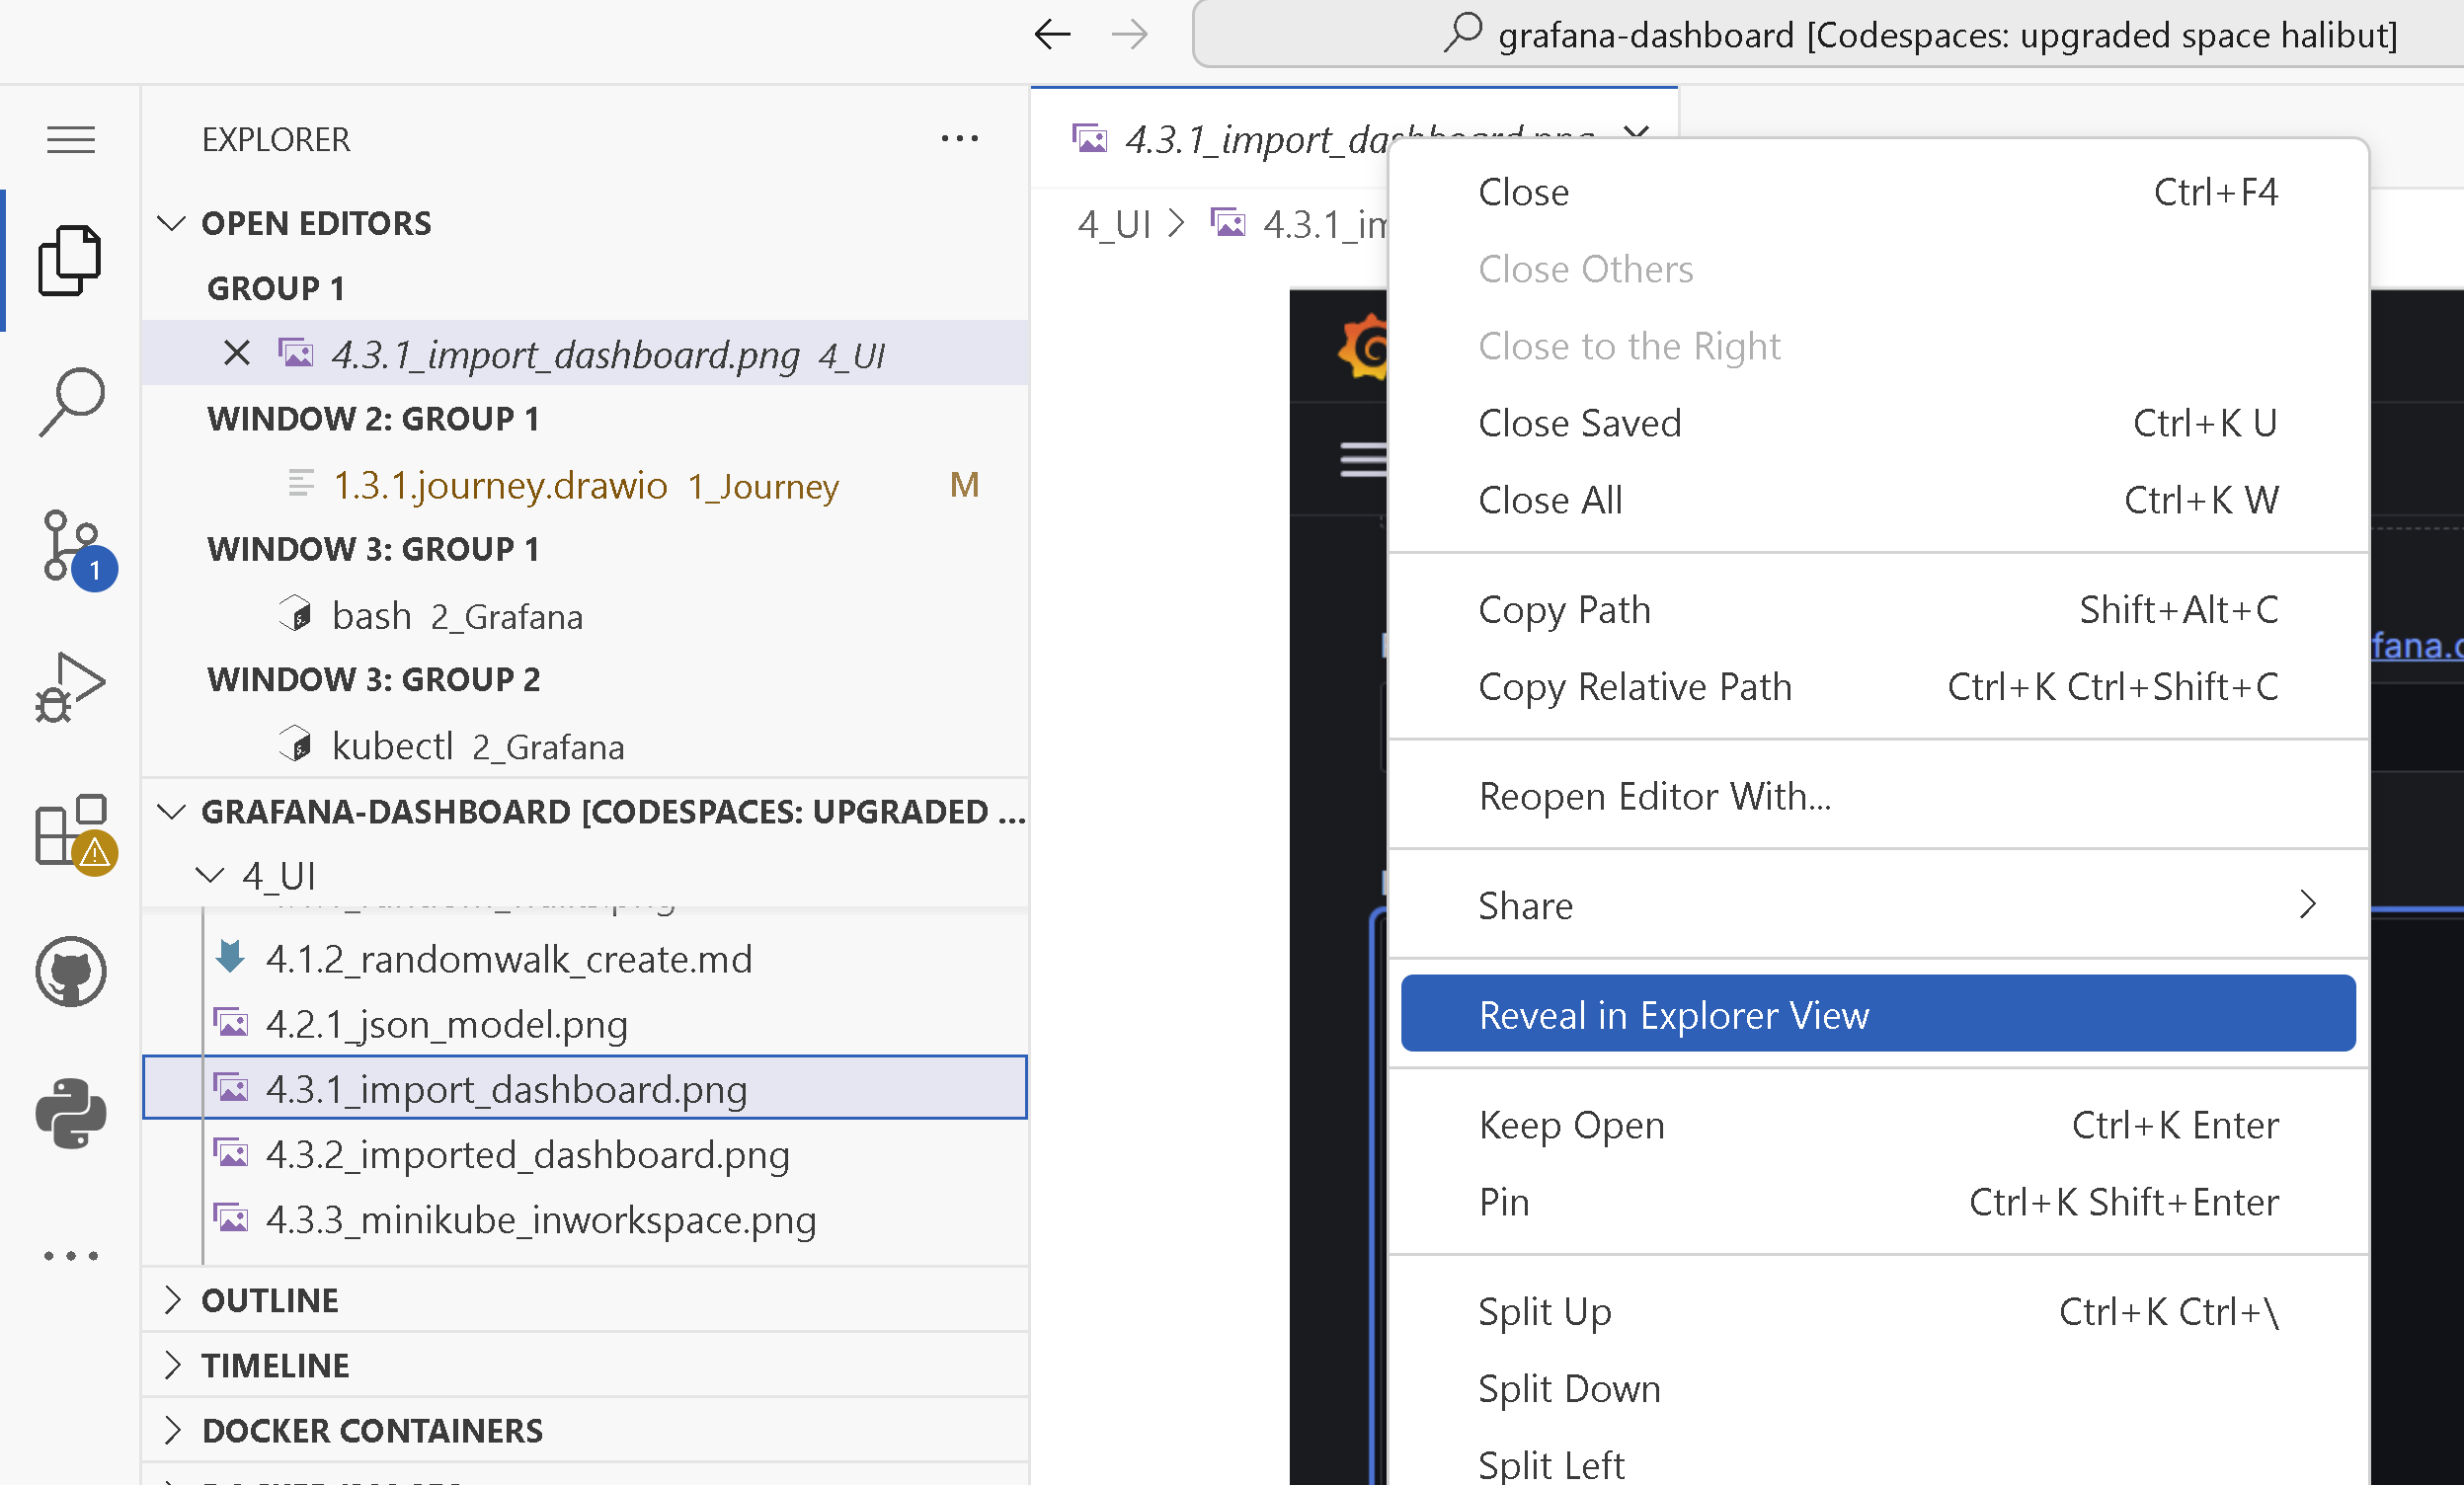 grafana-dashboard [Codespaces: upgraded space halibut]
EXPLORER
OPEN EDITORS
GROUP 1
4.3.1_import_dashboard.png 4_UI
WINDOW 2: GROUP 1
1.3.1.journey.drawio 1_Journey M
WINDOW 3: GROUP 1
bash 2_Grafana
WINDOW 3: GROUP 2
kubectl 2_Grafana
GRAFANA-DASHBOARD [CODESPACES: UPGRADED ...
4_UI
4.1.2_randomwalk_create.md
4.2.1_json_model.png
4.3.1_import_dashboard.png
4.3.2_imported_dashboard.png
4.3.3_minikube_inworkspace.png
OUTLINE
TIMELINE
DOCKER CONTAINERS
1
4.3.1_import_dashboard.png
4_UI > 4.3.1_im
Close Ctrl+F4
Close Others
Close to the Right
Close Saved Ctrl+K U
Close All Ctrl+K W
Copy Path Shift+Alt+C
Copy Relative Path Ctrl+K Ctrl+Shift+C
Reopen Editor With...
Share
Reveal in Explorer View
Keep Open Ctrl+K Enter
Pin Ctrl+K Shift+Enter
Split Up Ctrl+K Ctrl+\
Split Down
Split Left
fana.c